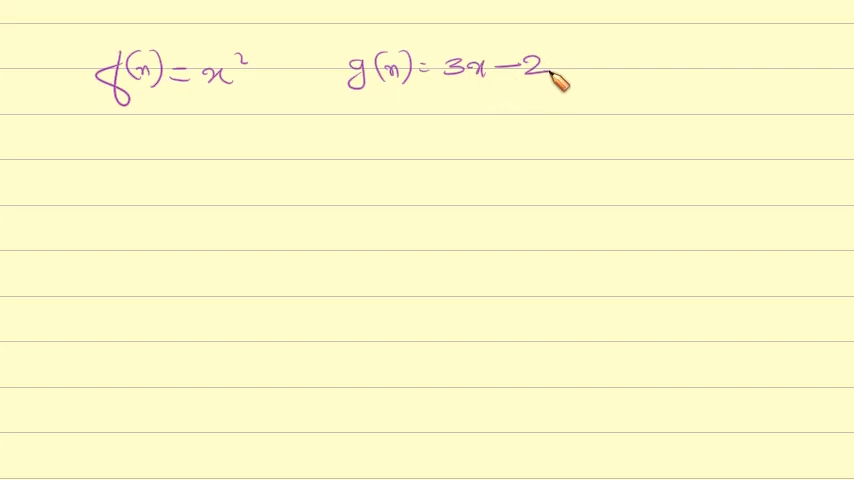 f(x) = x² g(x) = 3x - 2